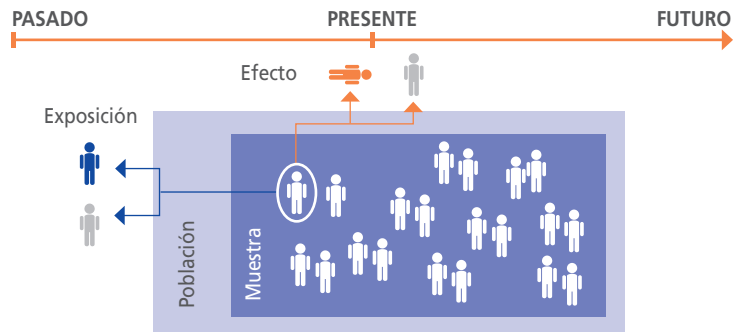 PASADO PRESENTE FUTURO
Efecto
Exposición
Población
Muestra